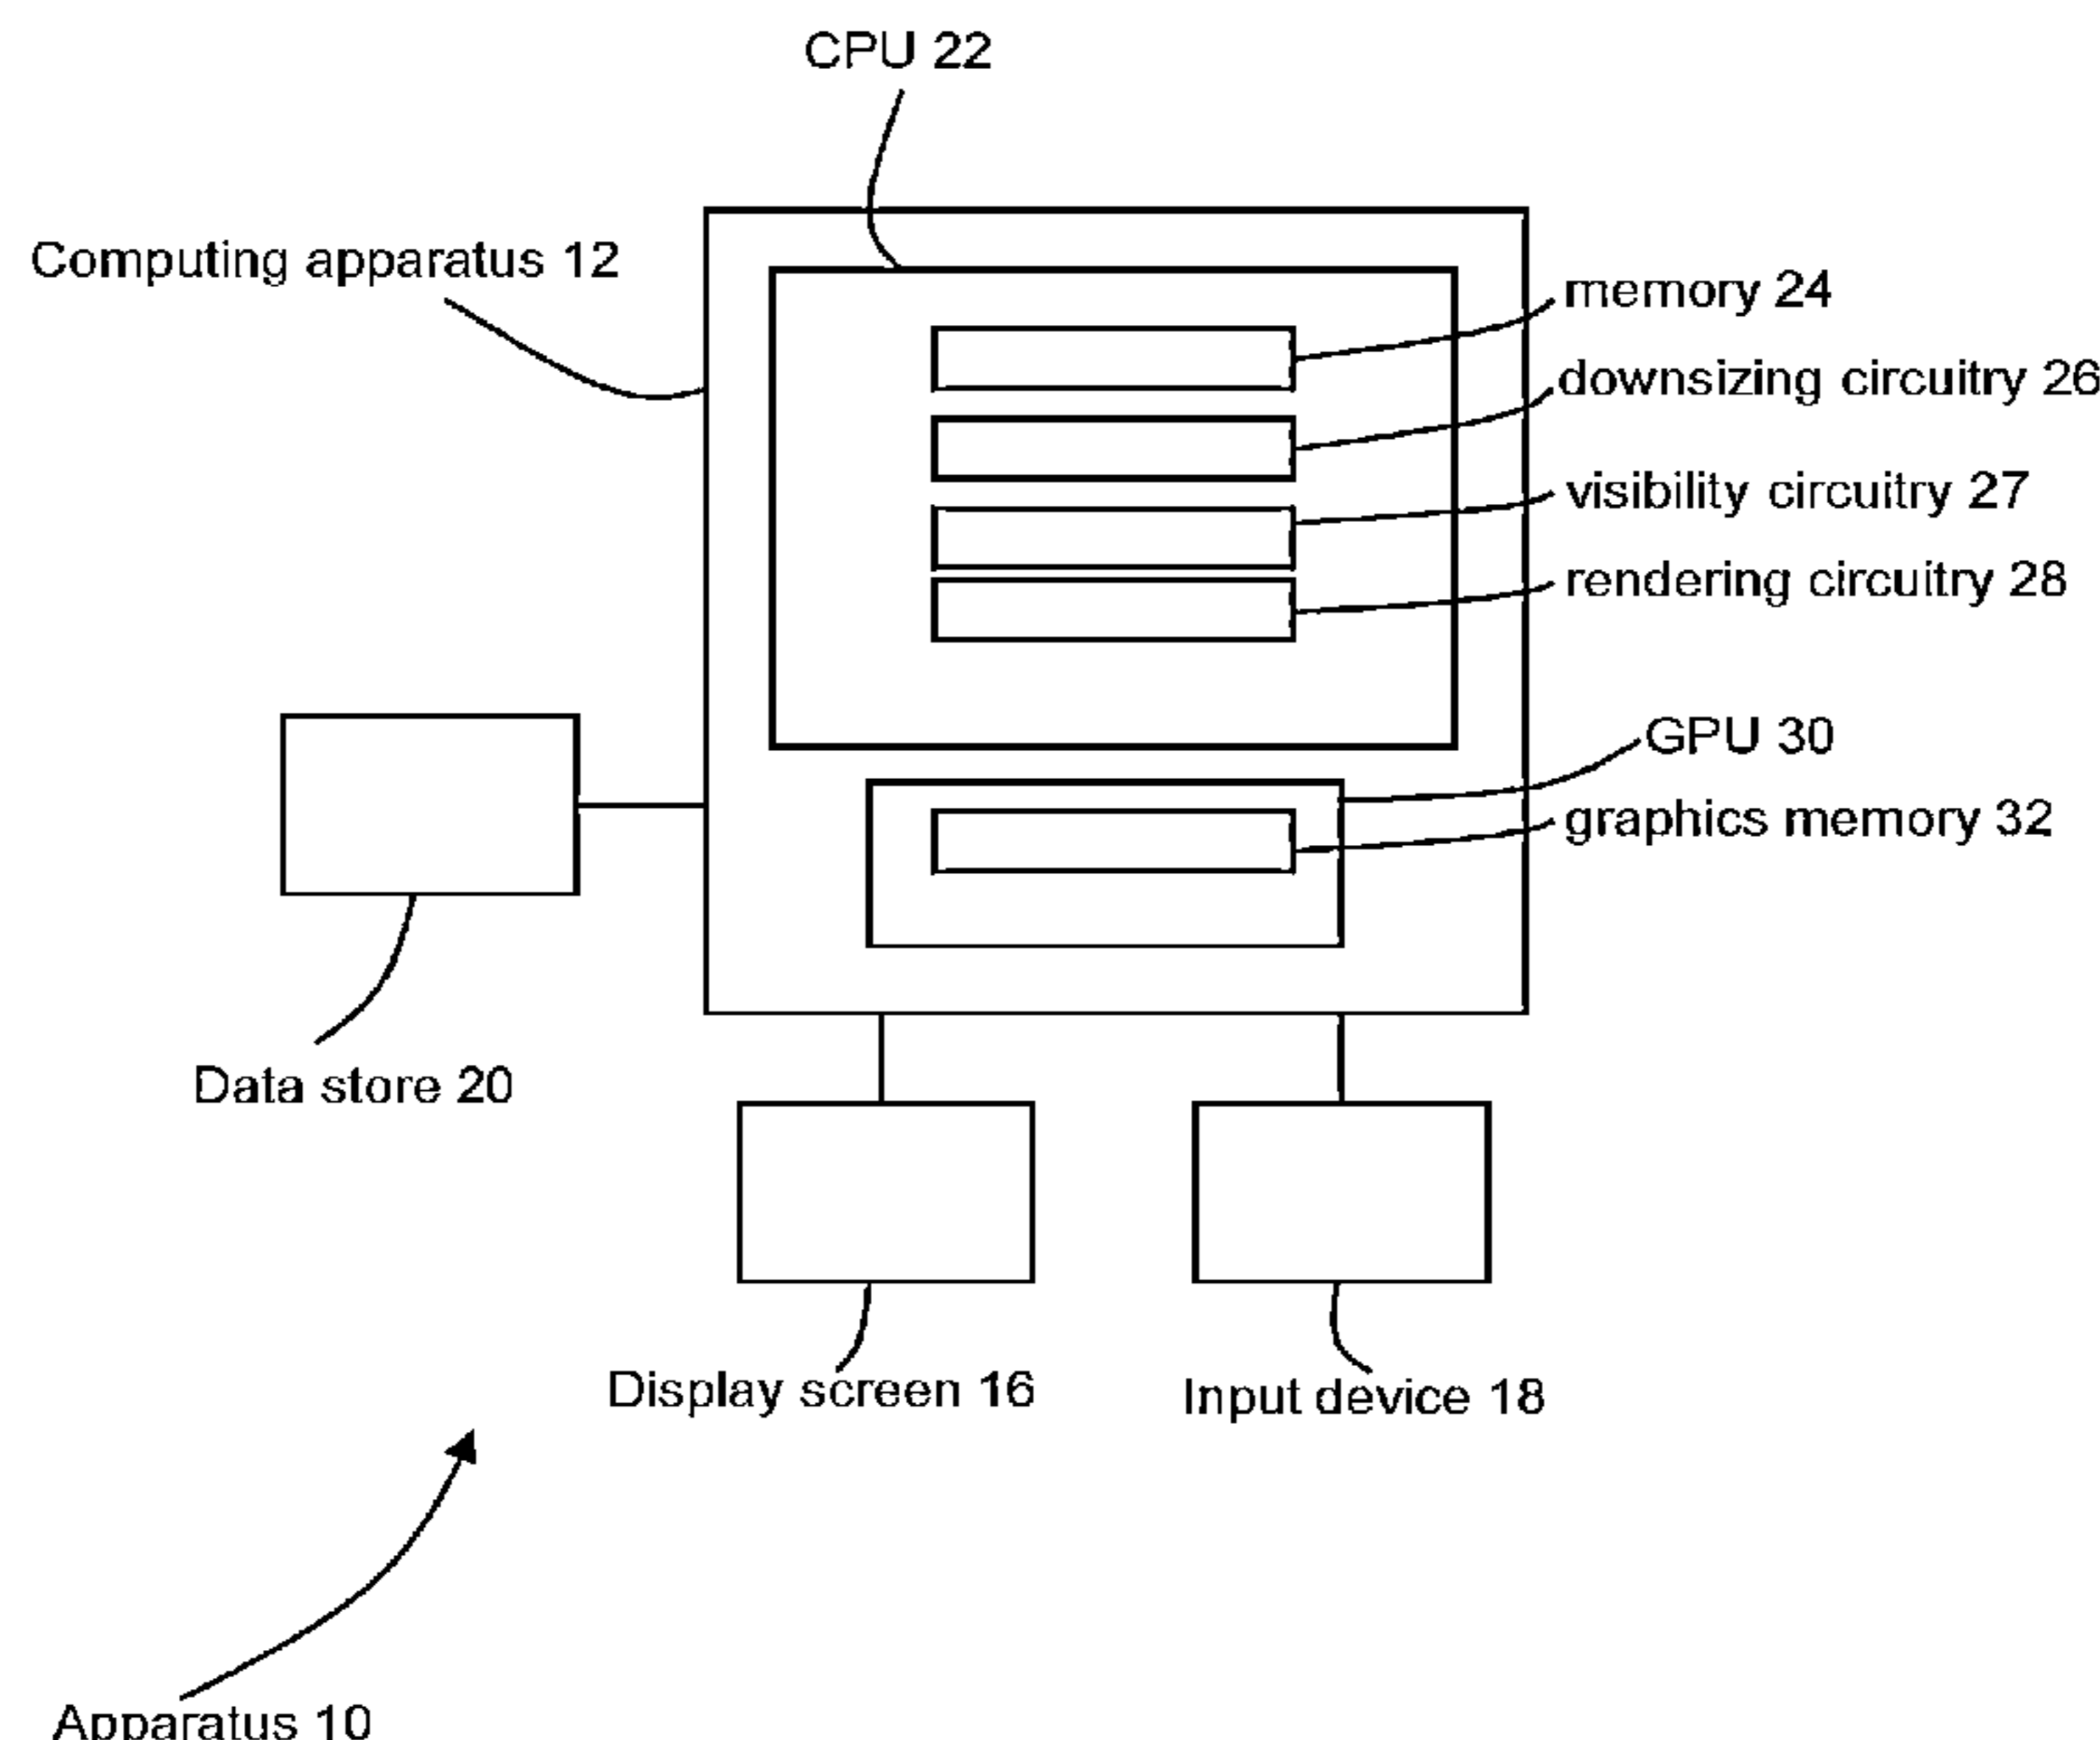 CPU 22
Computing apparatus 12
memory 24
downsizing circuitry 26
visibility circuitry 27
rendering circuitry 28
GPU 30
graphics memory 32
Data store 20
Display screen 16
Input device 18
Apparatus 10